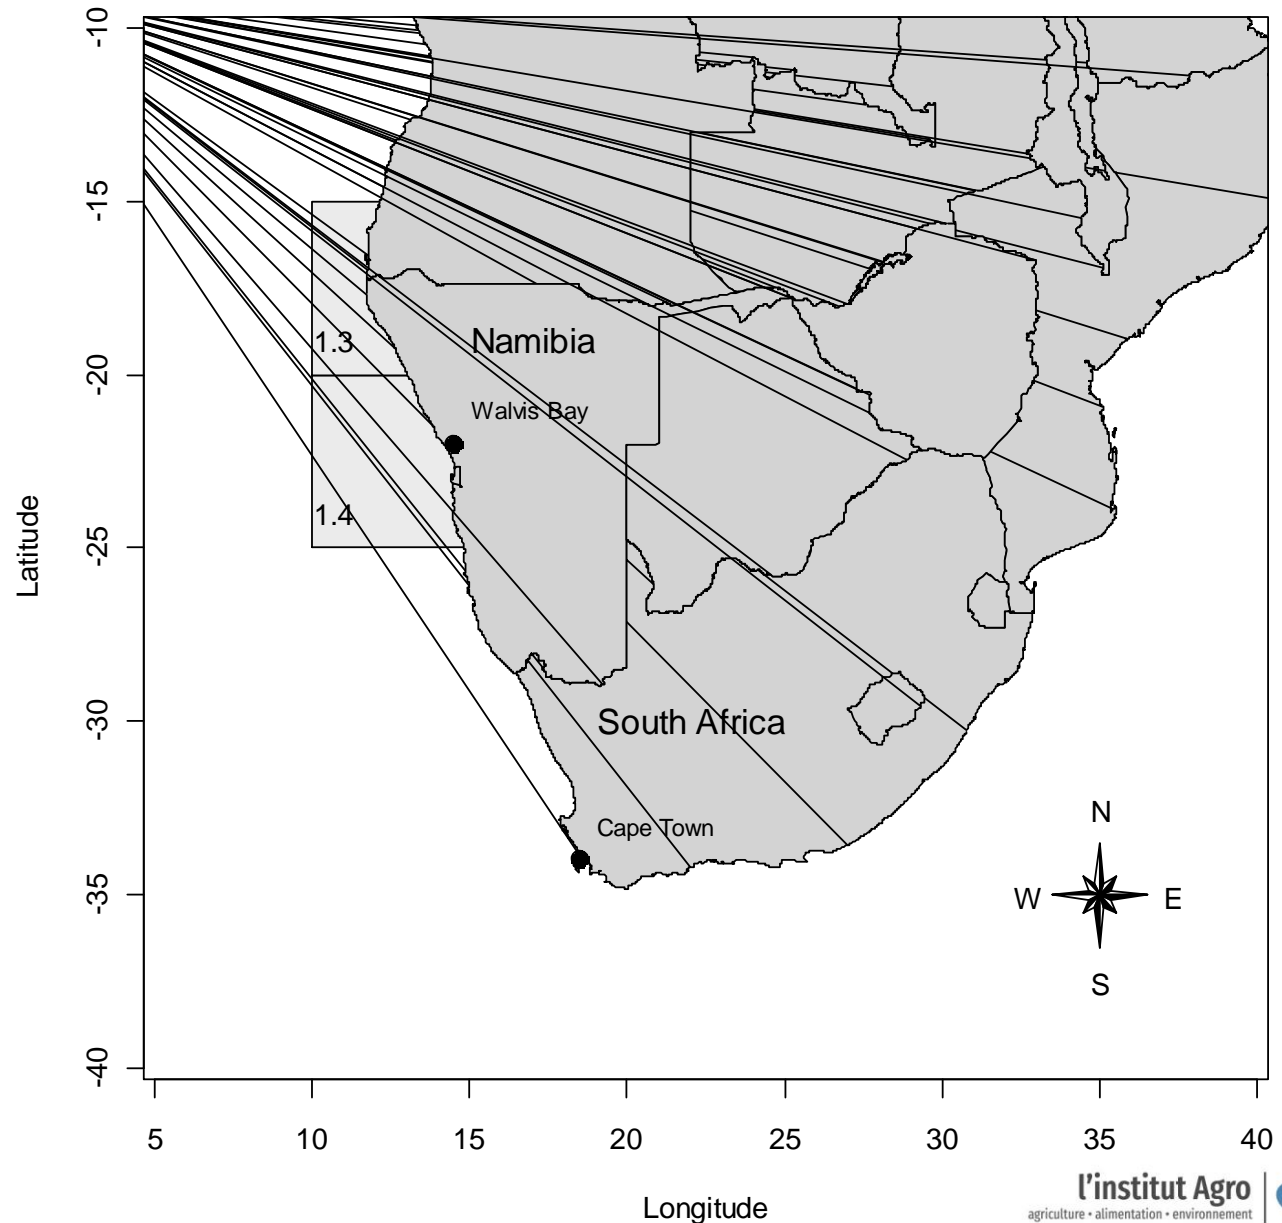 -10
-15
-20
-25
-30
-35
-40
Latitude
1.3
Namibia
Walvis Bay
1.4
South Africa
Cape Town
N
W
E
S
5
10
15
20
25
30
35
40
Longitude
l'institut Agro
agriculture • alimentation • environnement